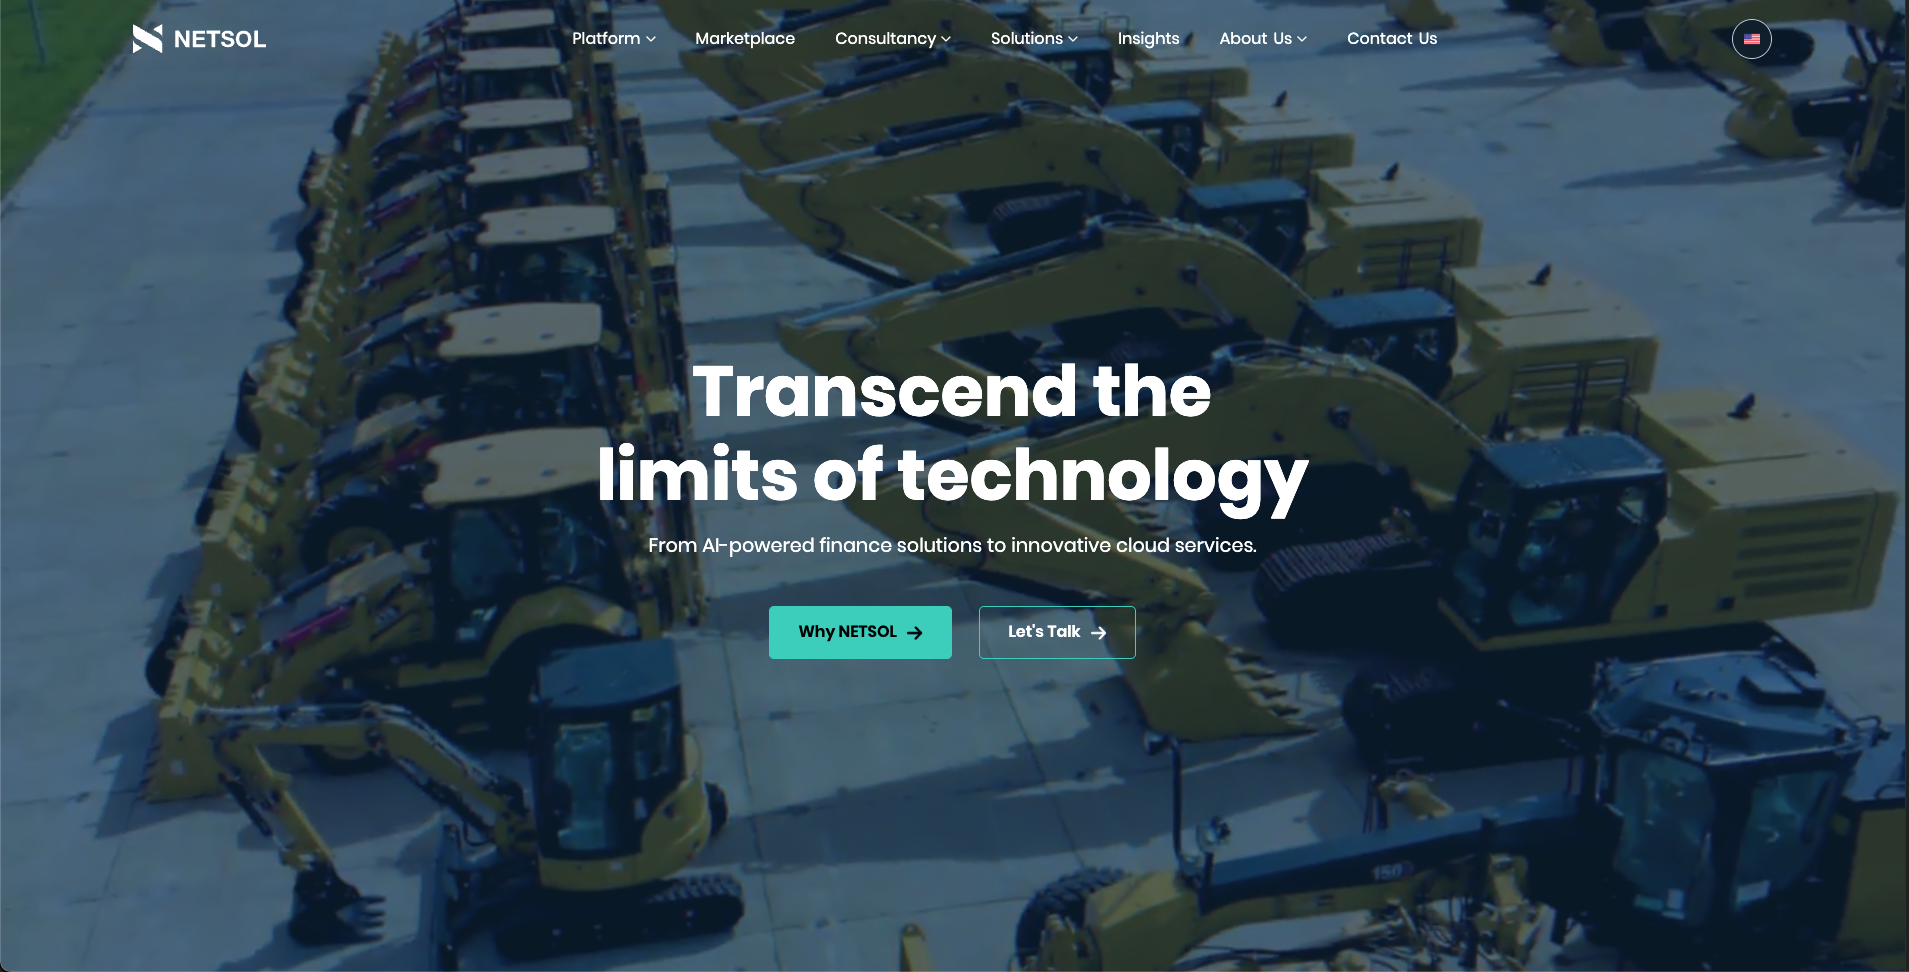 NETSOL
Platform
Marketplace
Consultancy
Solutions
Insights
About Us
Contact Us
Transcend the
limits of technology
From AI-powered finance solutions to innovative cloud services.
Why NETSOL →
Let's Talk →
150